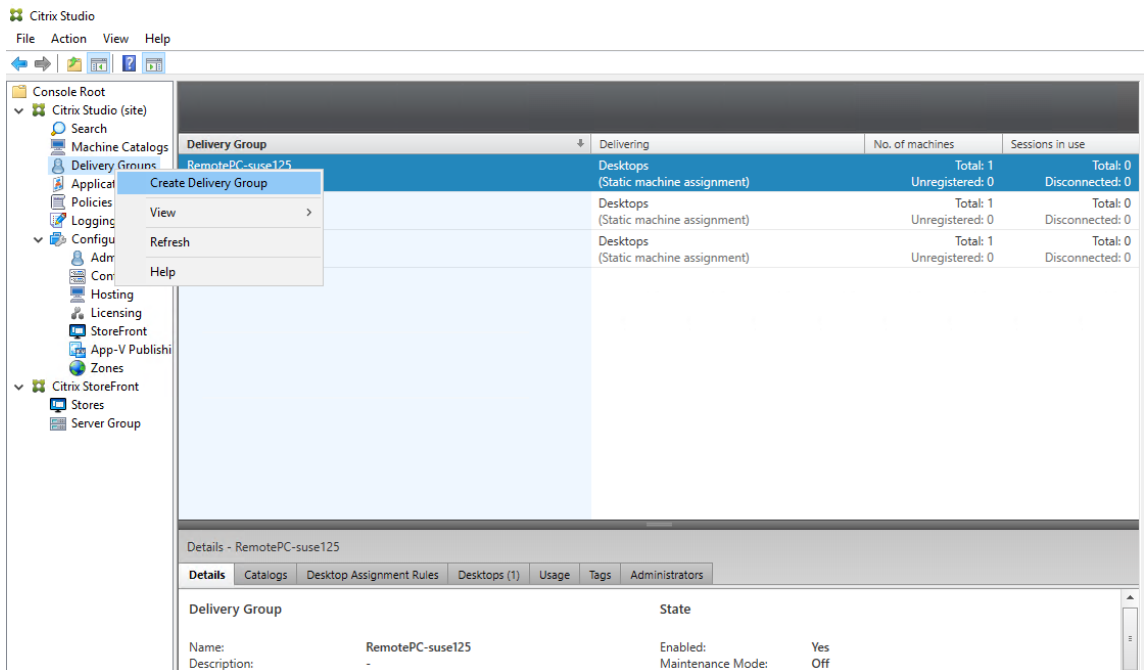 Citrix Studio
File Action View Help
Console Root
Citrix Studio (site)
Search
Machine Catalogs
Delivery Groups
Applicat
Policies
Logging
Configu
Adm
Con
Hosting
Licensing
StoreFront
App-V Publishi
Zones
Citrix StoreFront
Stores
Server Group
Create Delivery Group
View
Refresh
Help
Delivery Group Delivering No. of machines Sessions in use
RemotePC-suse125 Desktops Total: 1 Total: 0
(Static machine assignment) Unregistered: 0 Disconnected: 0
Desktops Total: 1 Total: 0
(Static machine assignment) Unregistered: 0 Disconnected: 0
Desktops Total: 1 Total: 0
(Static machine assignment) Unregistered: 0 Disconnected: 0
Details - RemotePC-suse125
Details Catalogs Desktop Assignment Rules Desktops (1) Usage Tags Administrators
Delivery Group State
Name: RemotePC-suse125 Enabled: Yes
Description: - Maintenance Mode: Off